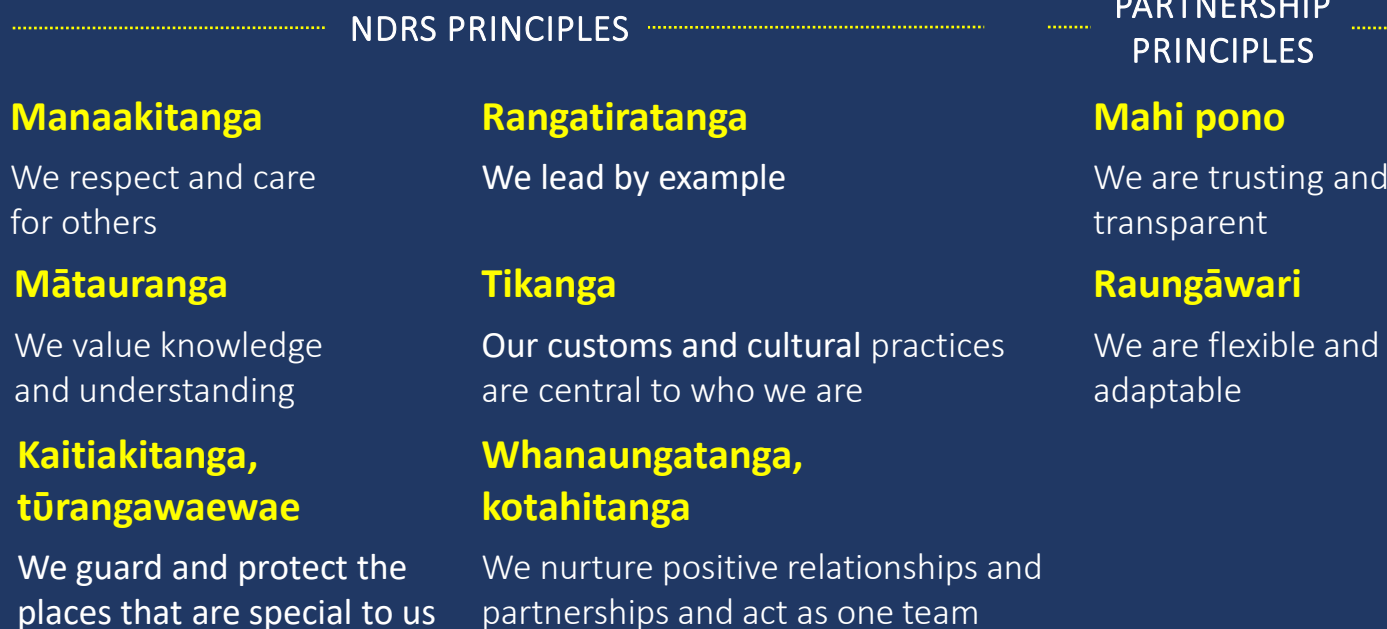 NDRS PRINCIPLES
Manaakitanga
We respect and care
for others
Rangatiratanga
We lead by example
Mātauranga
We value knowledge
and understanding
Tikanga
Our customs and cultural practices
are central to who we are
Kaitiakitanga,
tūrangawaewae
We guard and protect the
places that are special to us
Whanaungatanga,
kotahitanga
We nurture positive relationships and
partnerships and act as one team
PARTNERSHIP
PRINCIPLES
Mahi pono
We are trusting and
transparent
Raungāwari
We are flexible and
adaptable